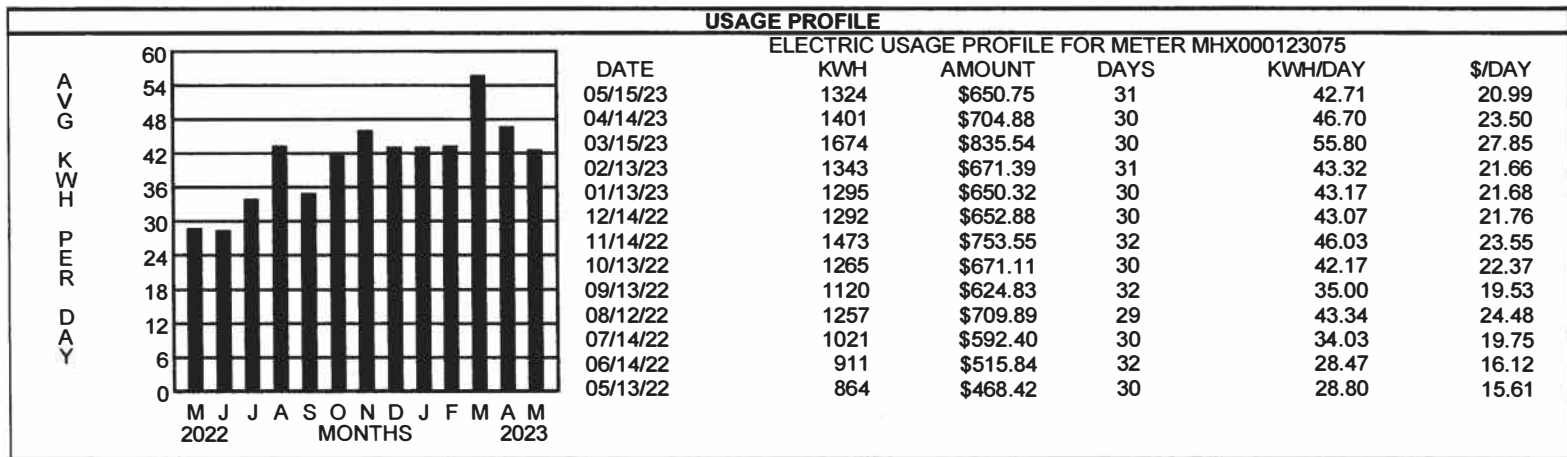 USAGE PROFILE
ELECTRIC USAGE PROFILE FOR METER MHX000123075
AVG KWH PER DAY
60
54
48
42
36
30
24
18
12
6
0
M J J A S O N D J F M A M
2022 MONTHS 2023
DATE KWH AMOUNT DAYS KWH/DAY $/DAY
05/15/23 1324 $650.75 31 42.71 20.99
04/14/23 1401 $704.88 30 46.70 23.50
03/15/23 1674 $835.54 30 55.80 27.85
02/13/23 1343 $671.39 31 43.32 21.66
01/13/23 1295 $650.32 30 43.17 21.68
12/14/22 1292 $652.88 30 43.07 21.76
11/14/22 1473 $753.55 32 46.03 23.55
10/13/22 1265 $671.11 30 42.17 22.37
09/13/22 1120 $624.83 32 35.00 19.53
08/12/22 1257 $709.89 29 43.34 24.48
07/14/22 1021 $592.40 30 34.03 19.75
06/14/22 911 $515.84 32 28.47 16.12
05/13/22 864 $468.42 30 28.80 15.61